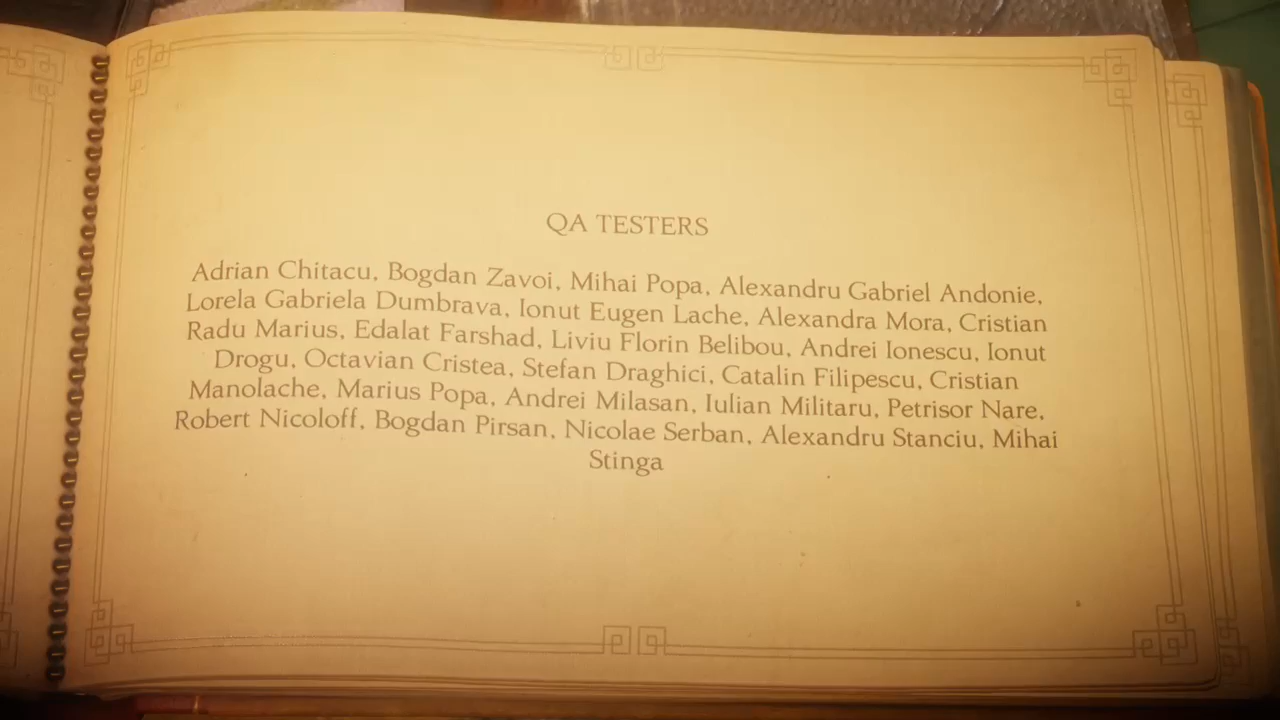 QA TESTERS
Adrian Chitacu, Bogdan Zavoi, Mihai Popa, Alexandru Gabriel Andonie,
Lorela Gabriela Dumbrava, Ionut Eugen Lache, Alexandra Mora, Cristian
Radu Marius, Edalat Farshad, Liviu Florin Belibou, Andrei Ionescu, Ionut
Drogu, Octavian Cristea, Stefan Draghici, Catalin Filipescu, Cristian
Manolache, Marius Popa, Andrei Milasan, Iulian Militaru, Petrisor Nare,
Robert Nicoloff, Bogdan Pirsan, Nicolae Serban, Alexandru Stanciu, Mihai
Stinga